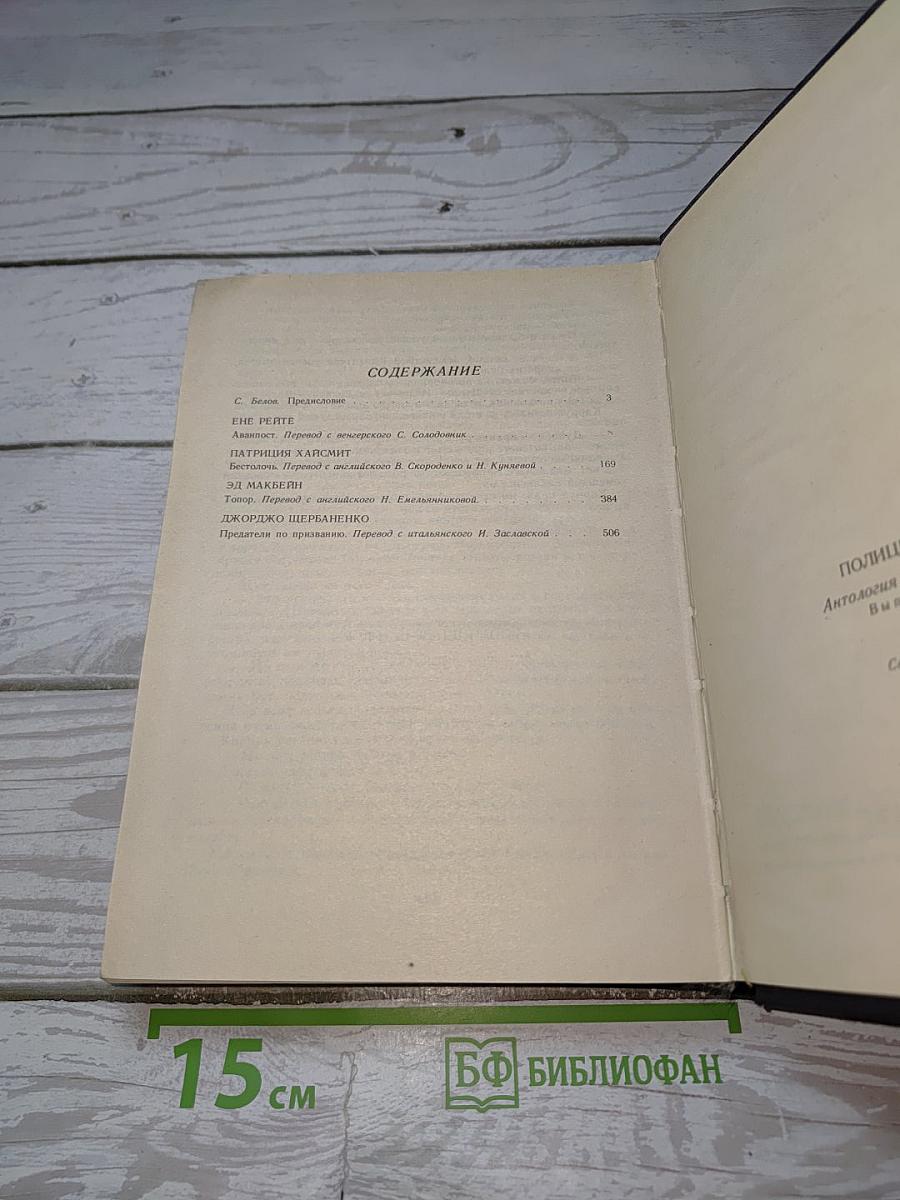 СОДЕРЖАНИЕ
С. Белов. Предисловие . . . . . . . . . . . . . . . . . . . . 3
ЕНЕ РЕЙТЕ
Аванпост. Перевод с венгерского С. Солодовник . . . . . . . . . .
ПАТРИЦИЯ ХАЙСМИТ
Бестолочь. Перевод с английского В. Скороденко и Н. Куняевой . . . . 169
ЭД МАКБЕЙН
Топор. Перевод с английского Н. Емельянниковой. . . . . . . . . . 384
ДЖОРДЖО ЩЕРБАНЕНКО
Предатели по призванию. Перевод с итальянского И. Заславской . . . 506
ПОЛИЦ
Антология
Вып
15 см
БФ БИБЛИОФАН